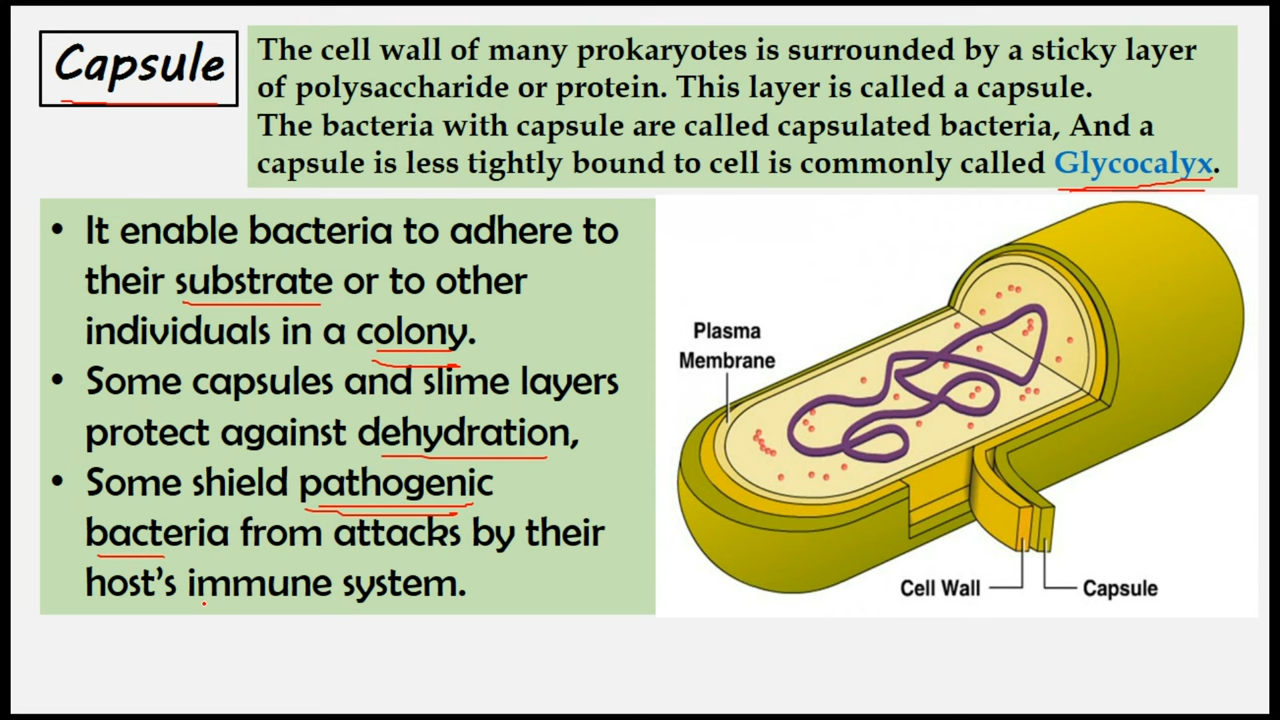 Capsule
The cell wall of many prokaryotes is surrounded by a sticky layer
of polysaccharide or protein. This layer is called a capsule.
The bacteria with capsule are called capsulated bacteria, And a
capsule is less tightly bound to cell is commonly called Glycocalyx.
• It enable bacteria to adhere to
their substrate or to other
individuals in a colony.
• Some capsules and slime layers
protect against dehydration,
• Some shield pathogenic
bacteria from attacks by their
host's immune system.
Plasma
Membrane
Cell Wall
Capsule